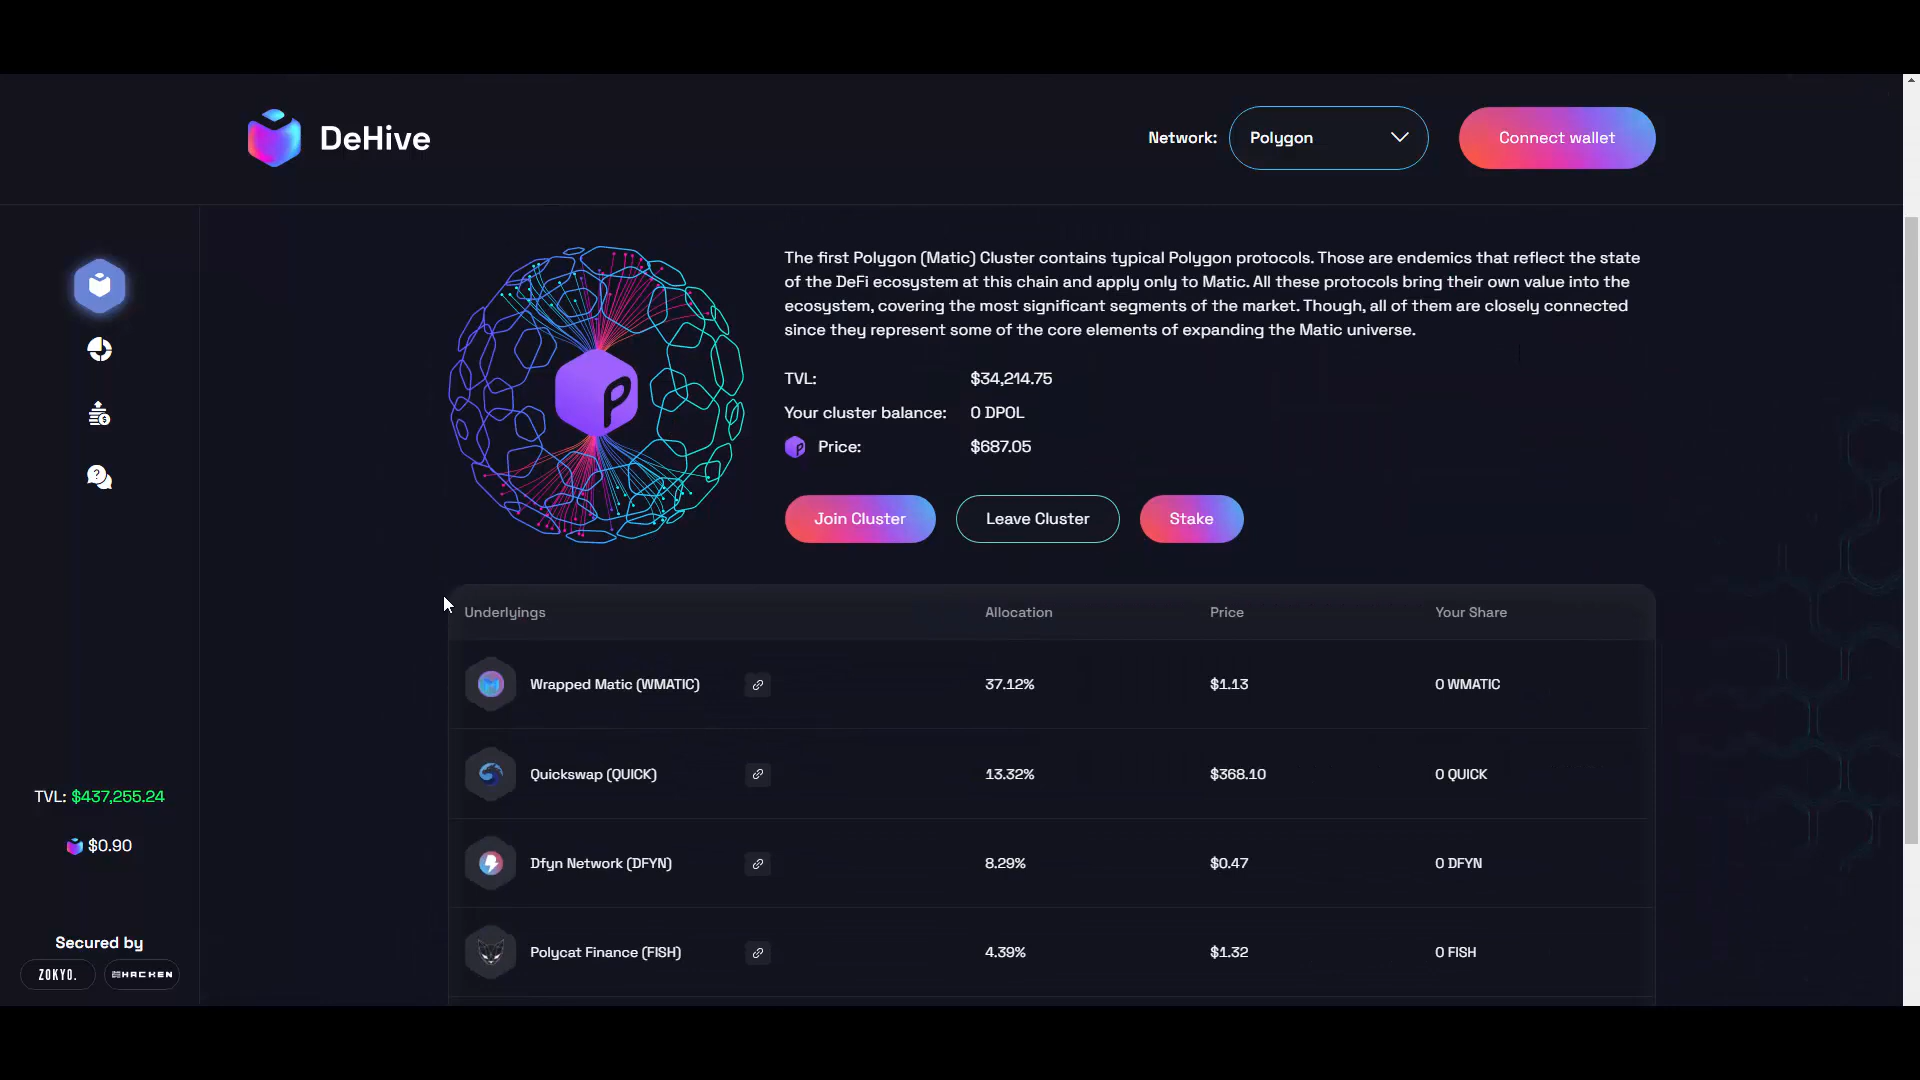 DeHive
Network:
Polygon
Connect wallet
The first Polygon (Matic) Cluster contains typical Polygon protocols. Those are endemics that reflect the state
of the DeFi ecosystem at this chain and apply only to Matic. All these protocols bring their own value into the
ecosystem, covering the most significant segments of the market. Though, all of them are closely connected
since they represent some of the core elements of expanding the Matic universe.
TVL: $34,214.75
Your cluster balance: 0 DPOL
Price: $687.05
Join Cluster
Leave Cluster
Stake
Underlyings Allocation Price Your Share
Wrapped Matic (WMATIC) 37.12% $1.13 0 WMATIC
Quickswap (QUICK) 13.32% $368.10 0 QUICK
Dfyn Network (DFYN) 8.29% $0.47 0 DFYN
Polycat Finance (FISH) 4.39% $1.32 0 FISH
TVL: $437,255.24
$0.90
Secured by
ZOKYO.
HACKEN